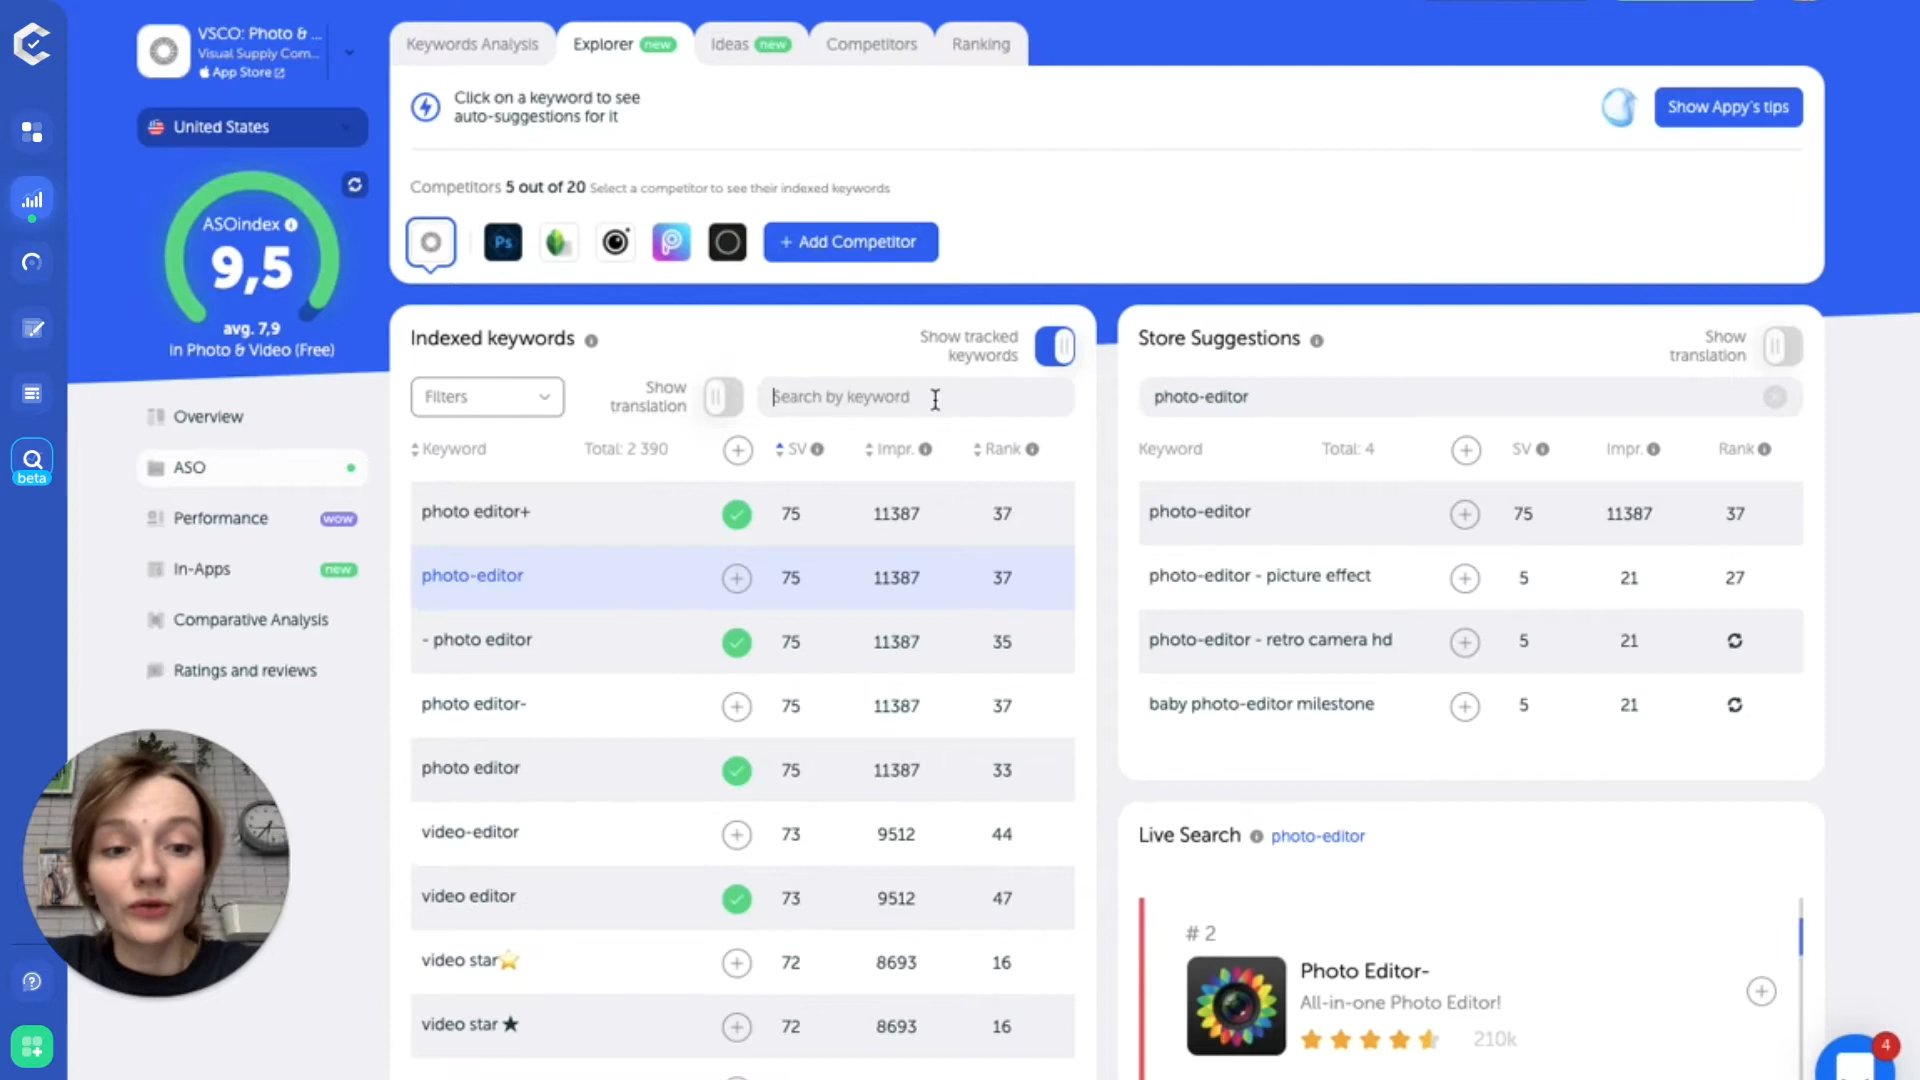 VSCO: Photo & ...
Visual Supply Com...
App Store
United States
ASOindex
9,5
avg. 7,9
in Photo & Video (Free)
Overview
ASO
Performance wow
In-Apps new
Comparative Analysis
Ratings and reviews
beta
Keywords Analysis
Explorer new
Ideas new
Competitors
Ranking
Click on a keyword to see
auto-suggestions for it
Show Appy's tips
Competitors 5 out of 20 Select a competitor to see their indexed keywords
Ps
+ Add Competitor
Indexed keywords
Show tracked
keywords
Filters
Show
translation
Search by keyword
Keyword Total: 2 390 SV Impr. Rank
photo editor+ 75 11387 37
photo-editor 75 11387 37
- photo editor 75 11387 35
photo editor- 75 11387 37
photo editor 75 11387 33
video-editor 73 9512 44
video editor 73 9512 47
video star⭐ 72 8693 16
video star ★ 72 8693 16
Store Suggestions
Show
translation
photo-editor
Keyword Total: 4 SV Impr. Rank
photo-editor 75 11387 37
photo-editor - picture effect 5 21 27
photo-editor - retro camera hd 5 21
baby photo-editor milestone 5 21
Live Search photo-editor
# 2
Photo Editor-
All-in-one Photo Editor!
210k
4